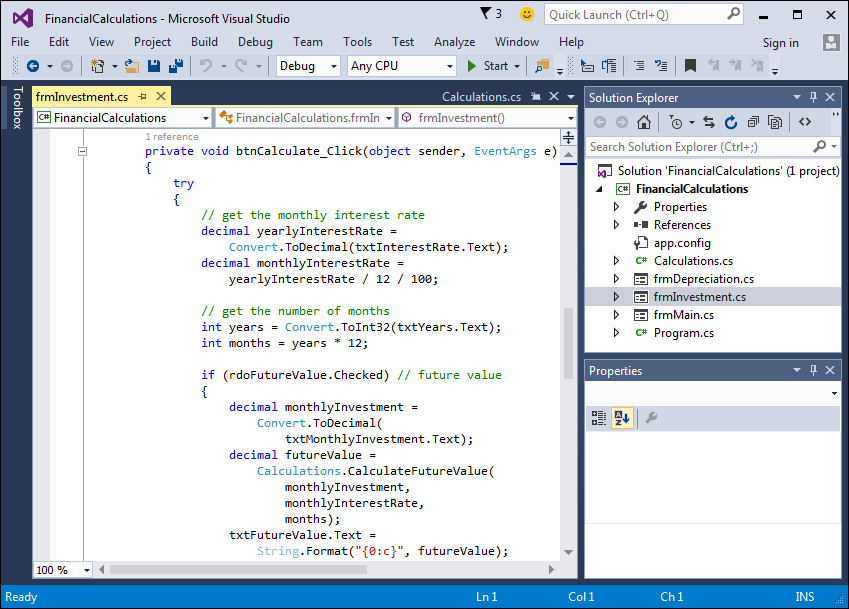 FinancialCalculations - Microsoft Visual Studio
3
Quick Launch (Ctrl+Q)
File Edit View Project Build Debug Team Tools Test Analyze Window Help
Sign in
Debug Any CPU Start
Toolbox
frmInvestment.cs
Calculations.cs
C# FinancialCalculations
FinancialCalculations.frmIn
frmInvestment()
1 reference
private void btnCalculate_Click(object sender, EventArgs e)
{
try
{
// get the monthly interest rate
decimal yearlyInterestRate =
Convert.ToDecimal(txtInterestRate.Text);
decimal monthlyInterestRate =
yearlyInterestRate / 12 / 100;
// get the number of months
int years = Convert.ToInt32(txtYears.Text);
int months = years * 12;
if (rdoFutureValue.Checked) // future value
{
decimal monthlyInvestment =
Convert.ToDecimal(
txtMonthlyInvestment.Text);
decimal futureValue =
Calculations.CalculateFutureValue(
monthlyInvestment,
monthlyInterestRate,
months);
txtFutureValue.Text =
String.Format("{0:c}", futureValue);
100 %
Solution Explorer
Search Solution Explorer (Ctrl+;)
Solution 'FinancialCalculations' (1 project)
C# FinancialCalculations
Properties
References
app.config
C# Calculations.cs
frmDepreciation.cs
frmInvestment.cs
frmMain.cs
C# Program.cs
Properties
Ready
Ln 1
Col 1
Ch 1
INS